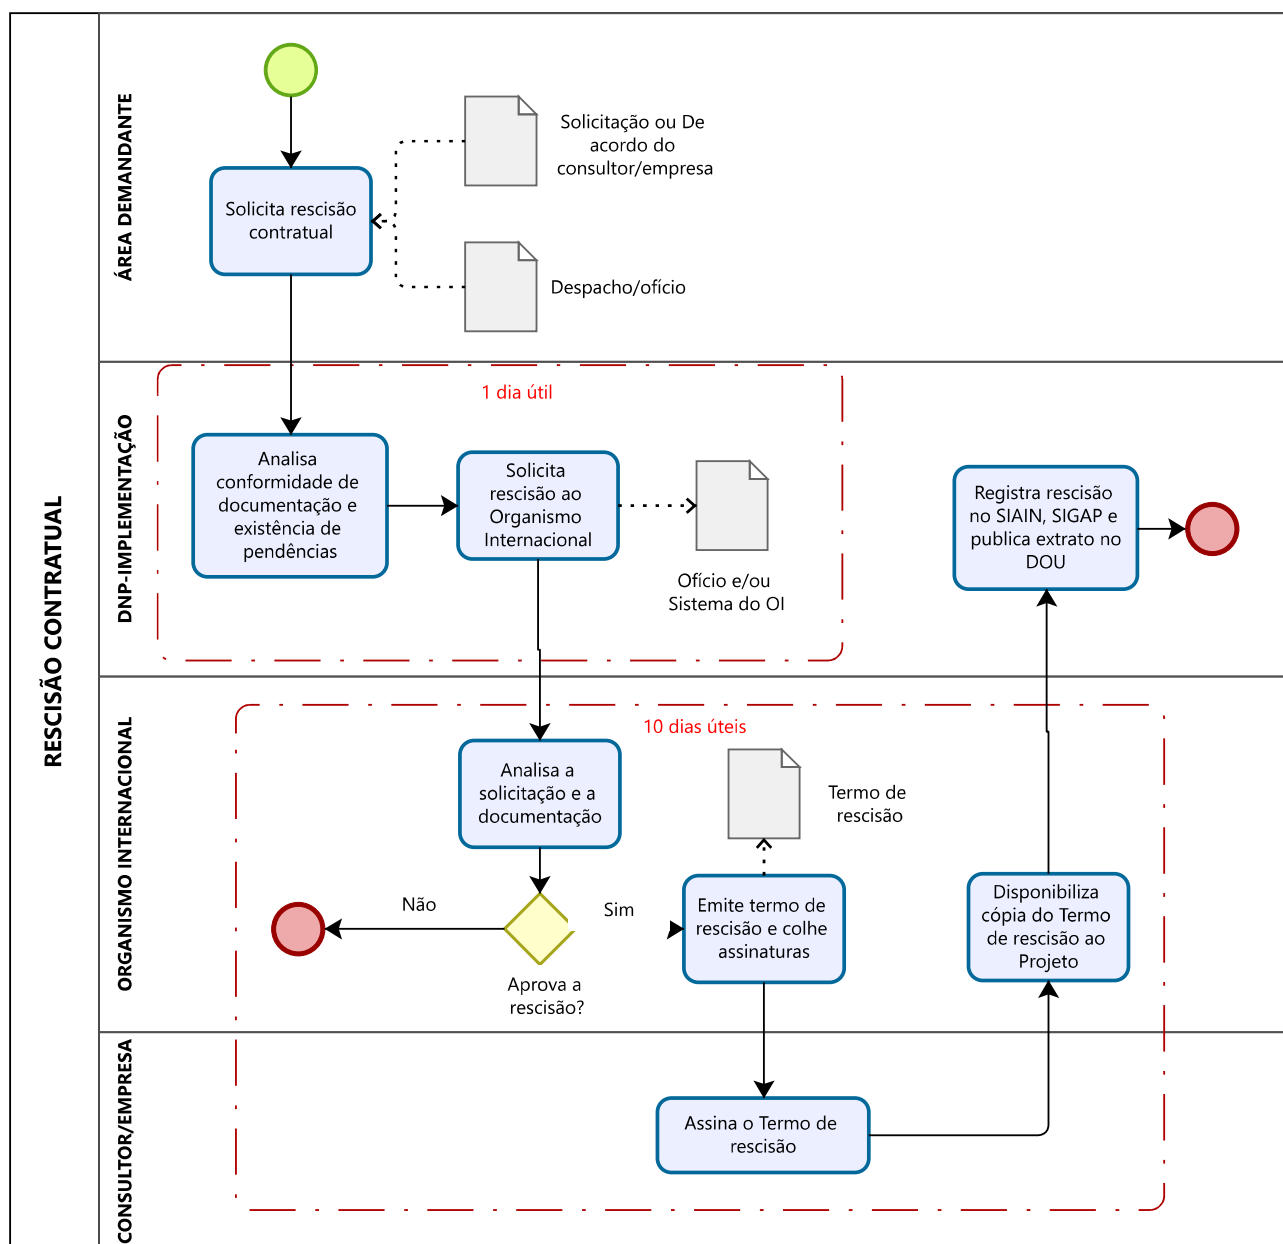 RESCISÃO CONTRATUAL
ÁREA DEMANDANTE
Solicita rescisão
contratual
Solicitação ou De
acordo do
consultor/empresa
Despacho/ofício
DNP-IMPLEMENTAÇÃO
1 dia útil
Analisa
conformidade de
documentação e
existência de
pendências
Solicita
rescisão ao
Organismo
Internacional
Ofício e/ou
Sistema do OI
Registra rescisão
no SIAIN, SIGAP e
publica extrato no
DOU
ORGANISMO INTERNACIONAL
10 dias úteis
Analisa a
solicitação e a
documentação
Termo de
rescisão
Não
Sim
Aprova a
rescisão?
Emite termo de
rescisão e colhe
assinaturas
Disponibiliza
cópia do Termo
de rescisão ao
Projeto
CONSULTOR/EMPRESA
Assina o Termo de
rescisão